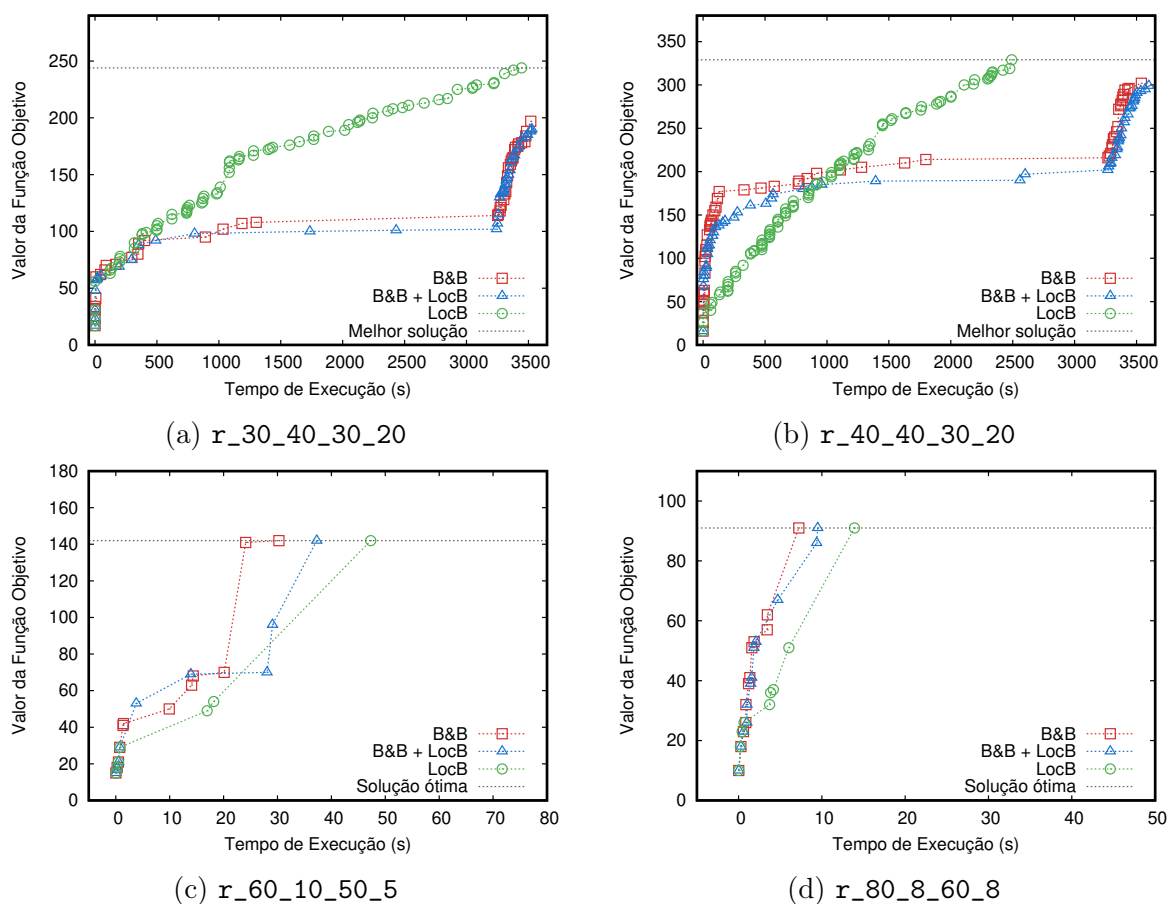 Valor da Função Objetivo
250
200
150
100
50
0
B&B
B&B + LocB
LocB
Melhor solução
0 500 1000 1500 2000 2500 3000 3500
Tempo de Execução (s)
(a) r_30_40_30_20
Valor da Função Objetivo
350
300
250
200
150
100
50
0
B&B
B&B + LocB
LocB
Melhor solução
0 500 1000 1500 2000 2500 3000 3500
Tempo de Execução (s)
(b) r_40_40_30_20
Valor da Função Objetivo
180
160
140
120
100
80
60
40
20
0
B&B
B&B + LocB
LocB
Solução ótima
0 10 20 30 40 50 60 70 80
Tempo de Execução (s)
(c) r_60_10_50_5
Valor da Função Objetivo
100
80
60
40
20
0
B&B
B&B + LocB
LocB
Solução ótima
0 10 20 30 40 50
Tempo de Execução (s)
(d) r_80_8_60_8